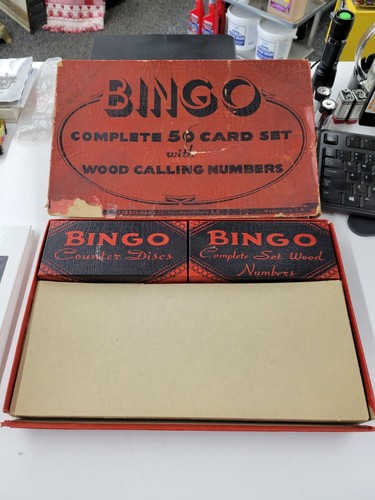 BINGO
COMPLETE 50 CARD SET
with
WOOD CALLING NUMBERS
BINGO
Counter Discs
BINGO
Complete Set Wood
Numbers